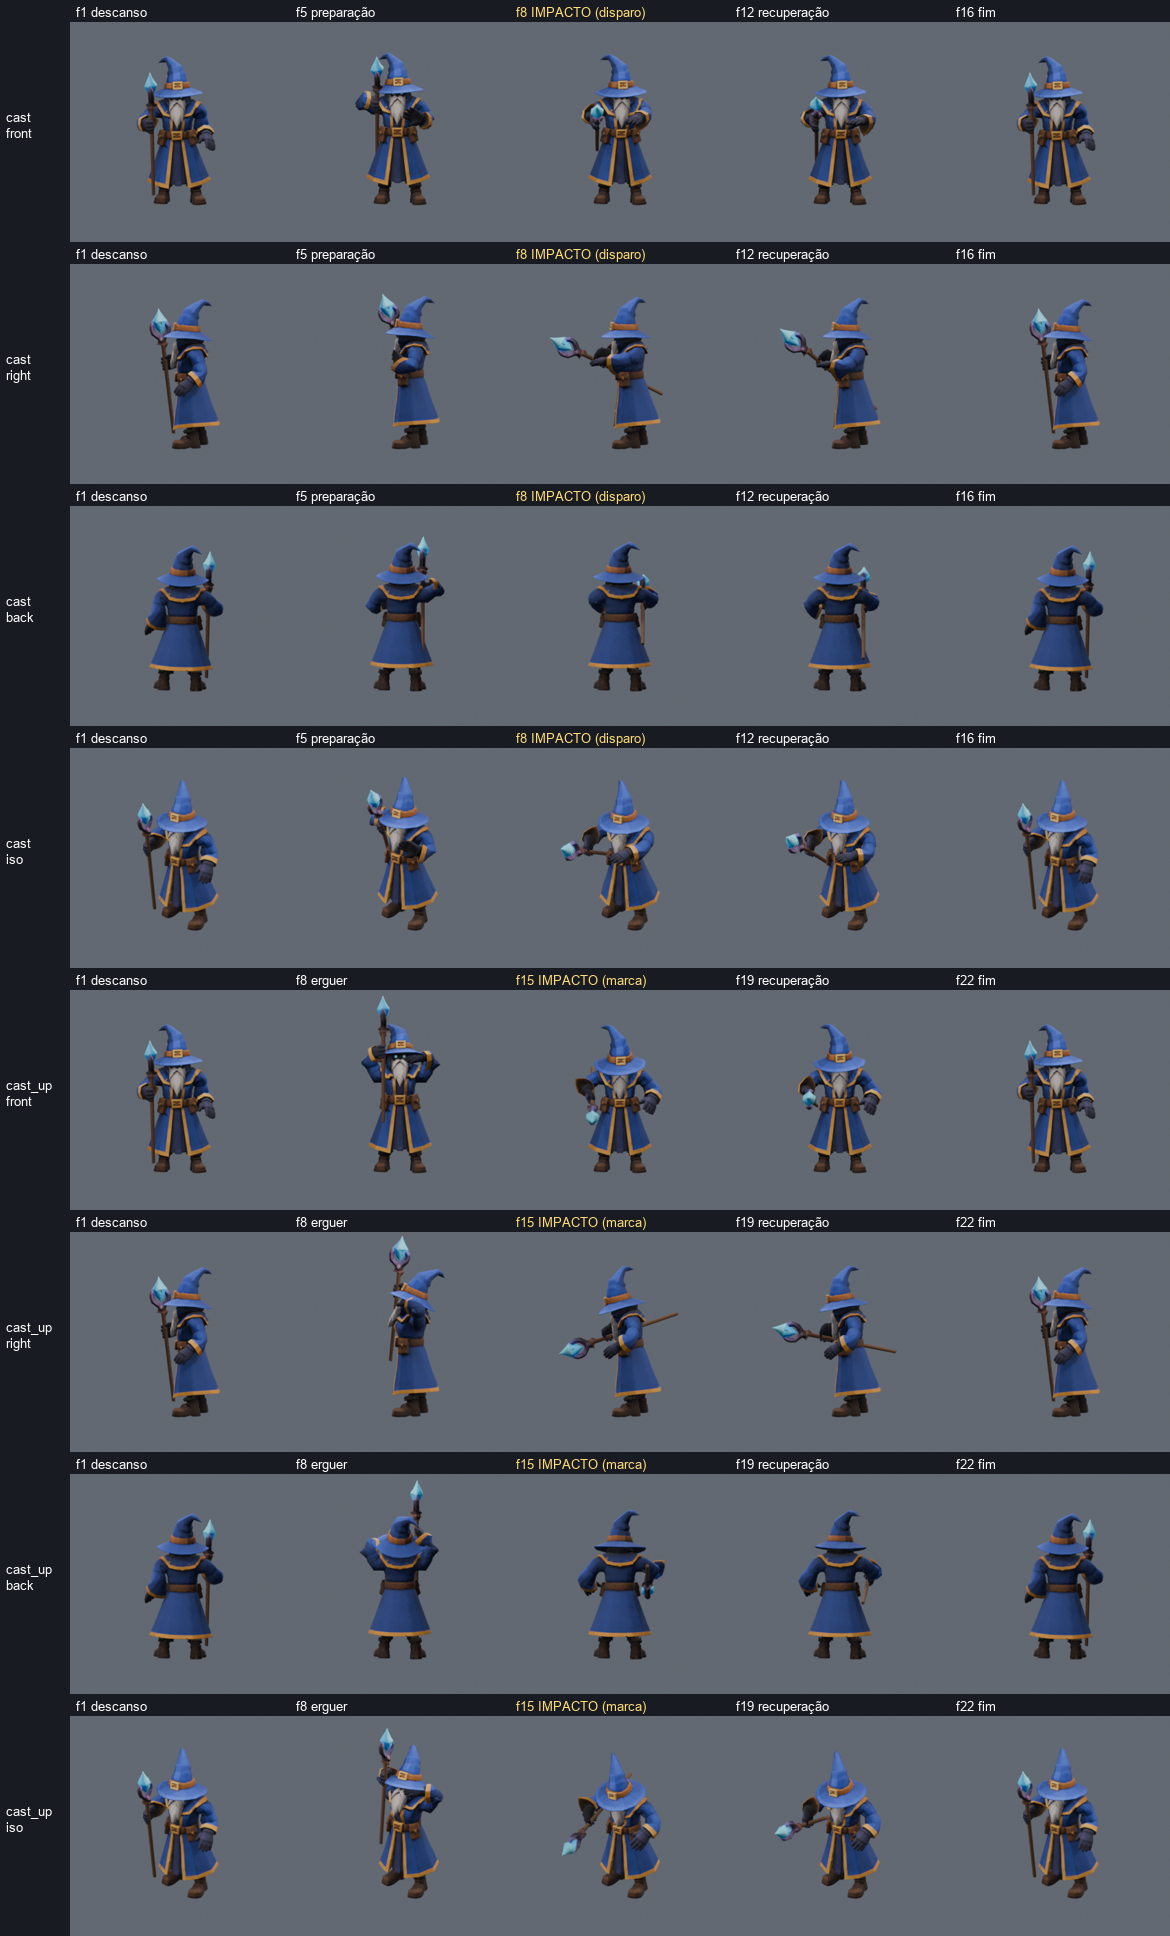 f1 descanso f5 preparação f8 IMPACTO (disparo) f12 recuperação f16 fim
cast
front
f1 descanso f5 preparação f8 IMPACTO (disparo) f12 recuperação f16 fim
cast
right
f1 descanso f5 preparação f8 IMPACTO (disparo) f12 recuperação f16 fim
cast
back
f1 descanso f5 preparação f8 IMPACTO (disparo) f12 recuperação f16 fim
cast
iso
f1 descanso f8 erguer f15 IMPACTO (marca) f19 recuperação f22 fim
cast_up
front
f1 descanso f8 erguer f15 IMPACTO (marca) f19 recuperação f22 fim
cast_up
right
f1 descanso f8 erguer f15 IMPACTO (marca) f19 recuperação f22 fim
cast_up
back
f1 descanso f8 erguer f15 IMPACTO (marca) f19 recuperação f22 fim
cast_up
iso